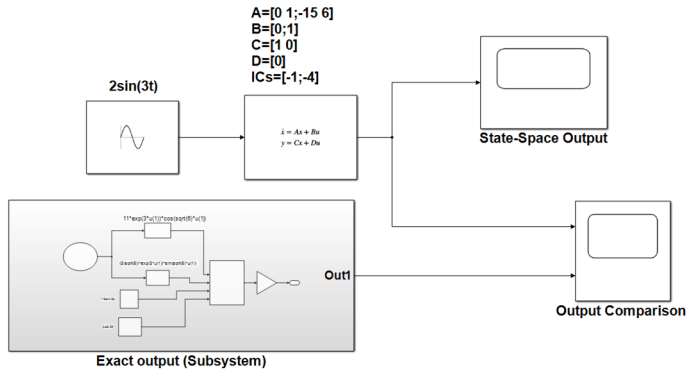 A=[0 1;-15 6]
B=[0;1]
C=[1 0]
D=[0]
ICs=[-1;-4]
2sin(3t)
ẋ = Ax + Bu
y = Cx + Du
State-Space Output
11*exp(3*u(1))*cos(sqrt(6)*u(1))
Out1
Output Comparison
Exact output (Subsystem)